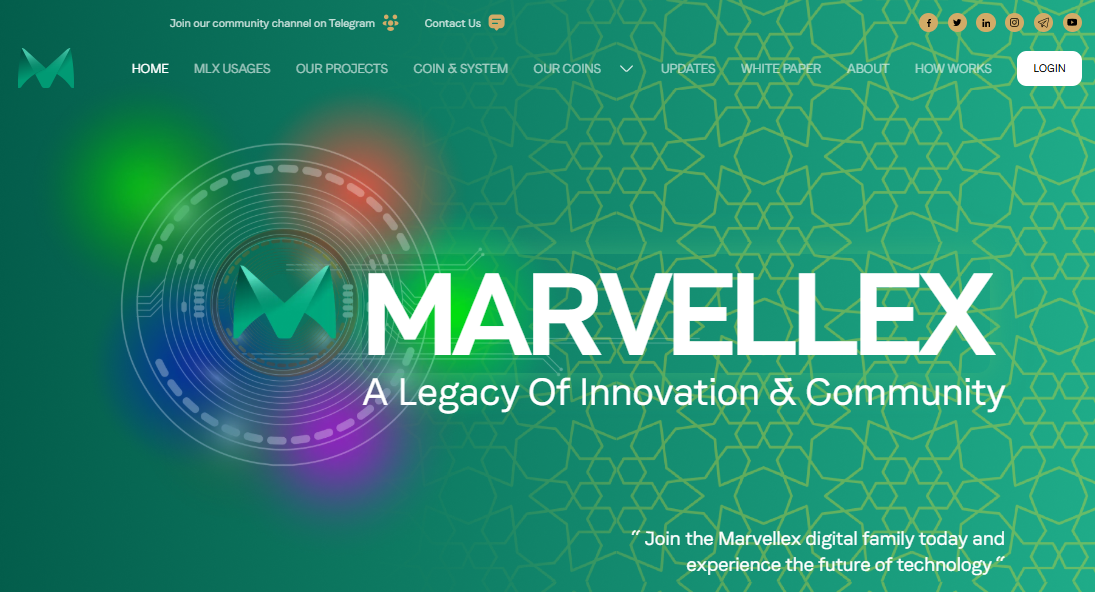 Join our community channel on Telegram
Contact Us
HOME
MLX USAGES
OUR PROJECTS
COIN & SYSTEM
OUR COINS
UPDATES
WHITE PAPER
ABOUT
HOW WORKS
LOGIN
MARVELLEX
A Legacy Of Innovation & Community
“ Join the Marvellex digital family today and
experience the future of technology “